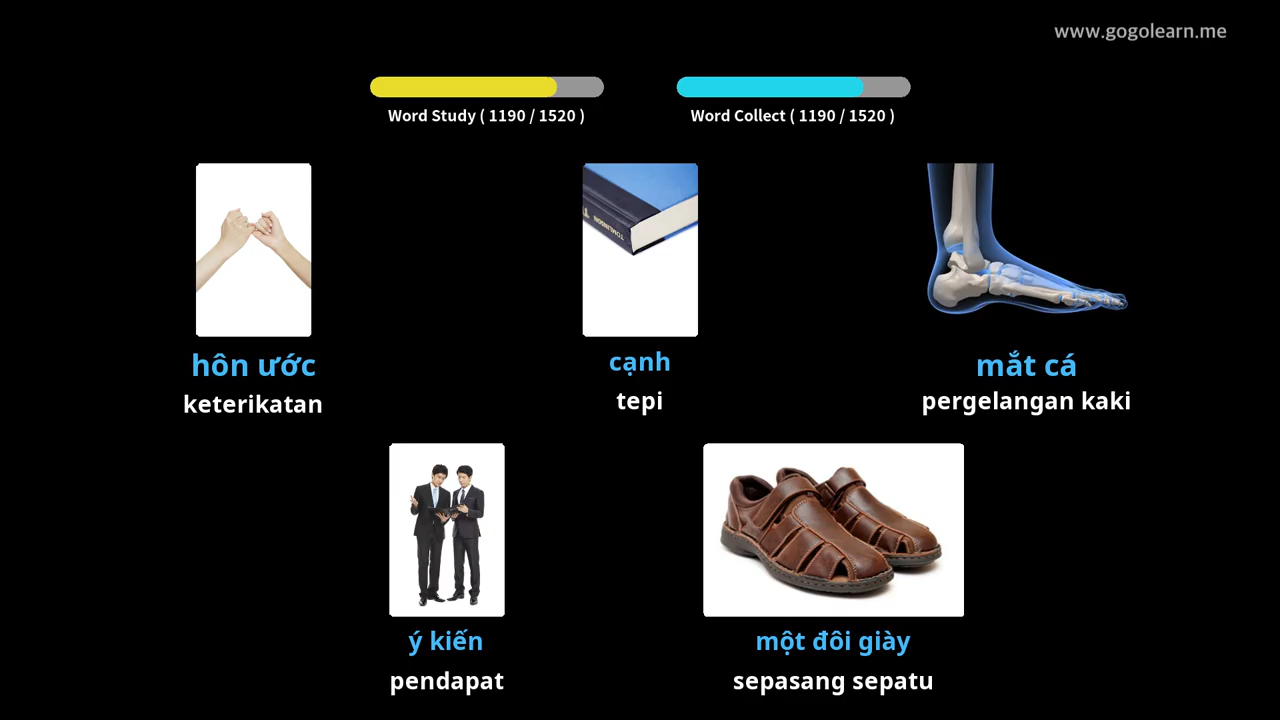 www.gogolearn.me
Word Study ( 1190 / 1520 )
Word Collect ( 1190 / 1520 )
TOMLINSON
hôn ước
cạnh
mắt cá
keterikatan
tepi
pergelangan kaki
ý kiến
một đôi giày
pendapat
sepasang sepatu